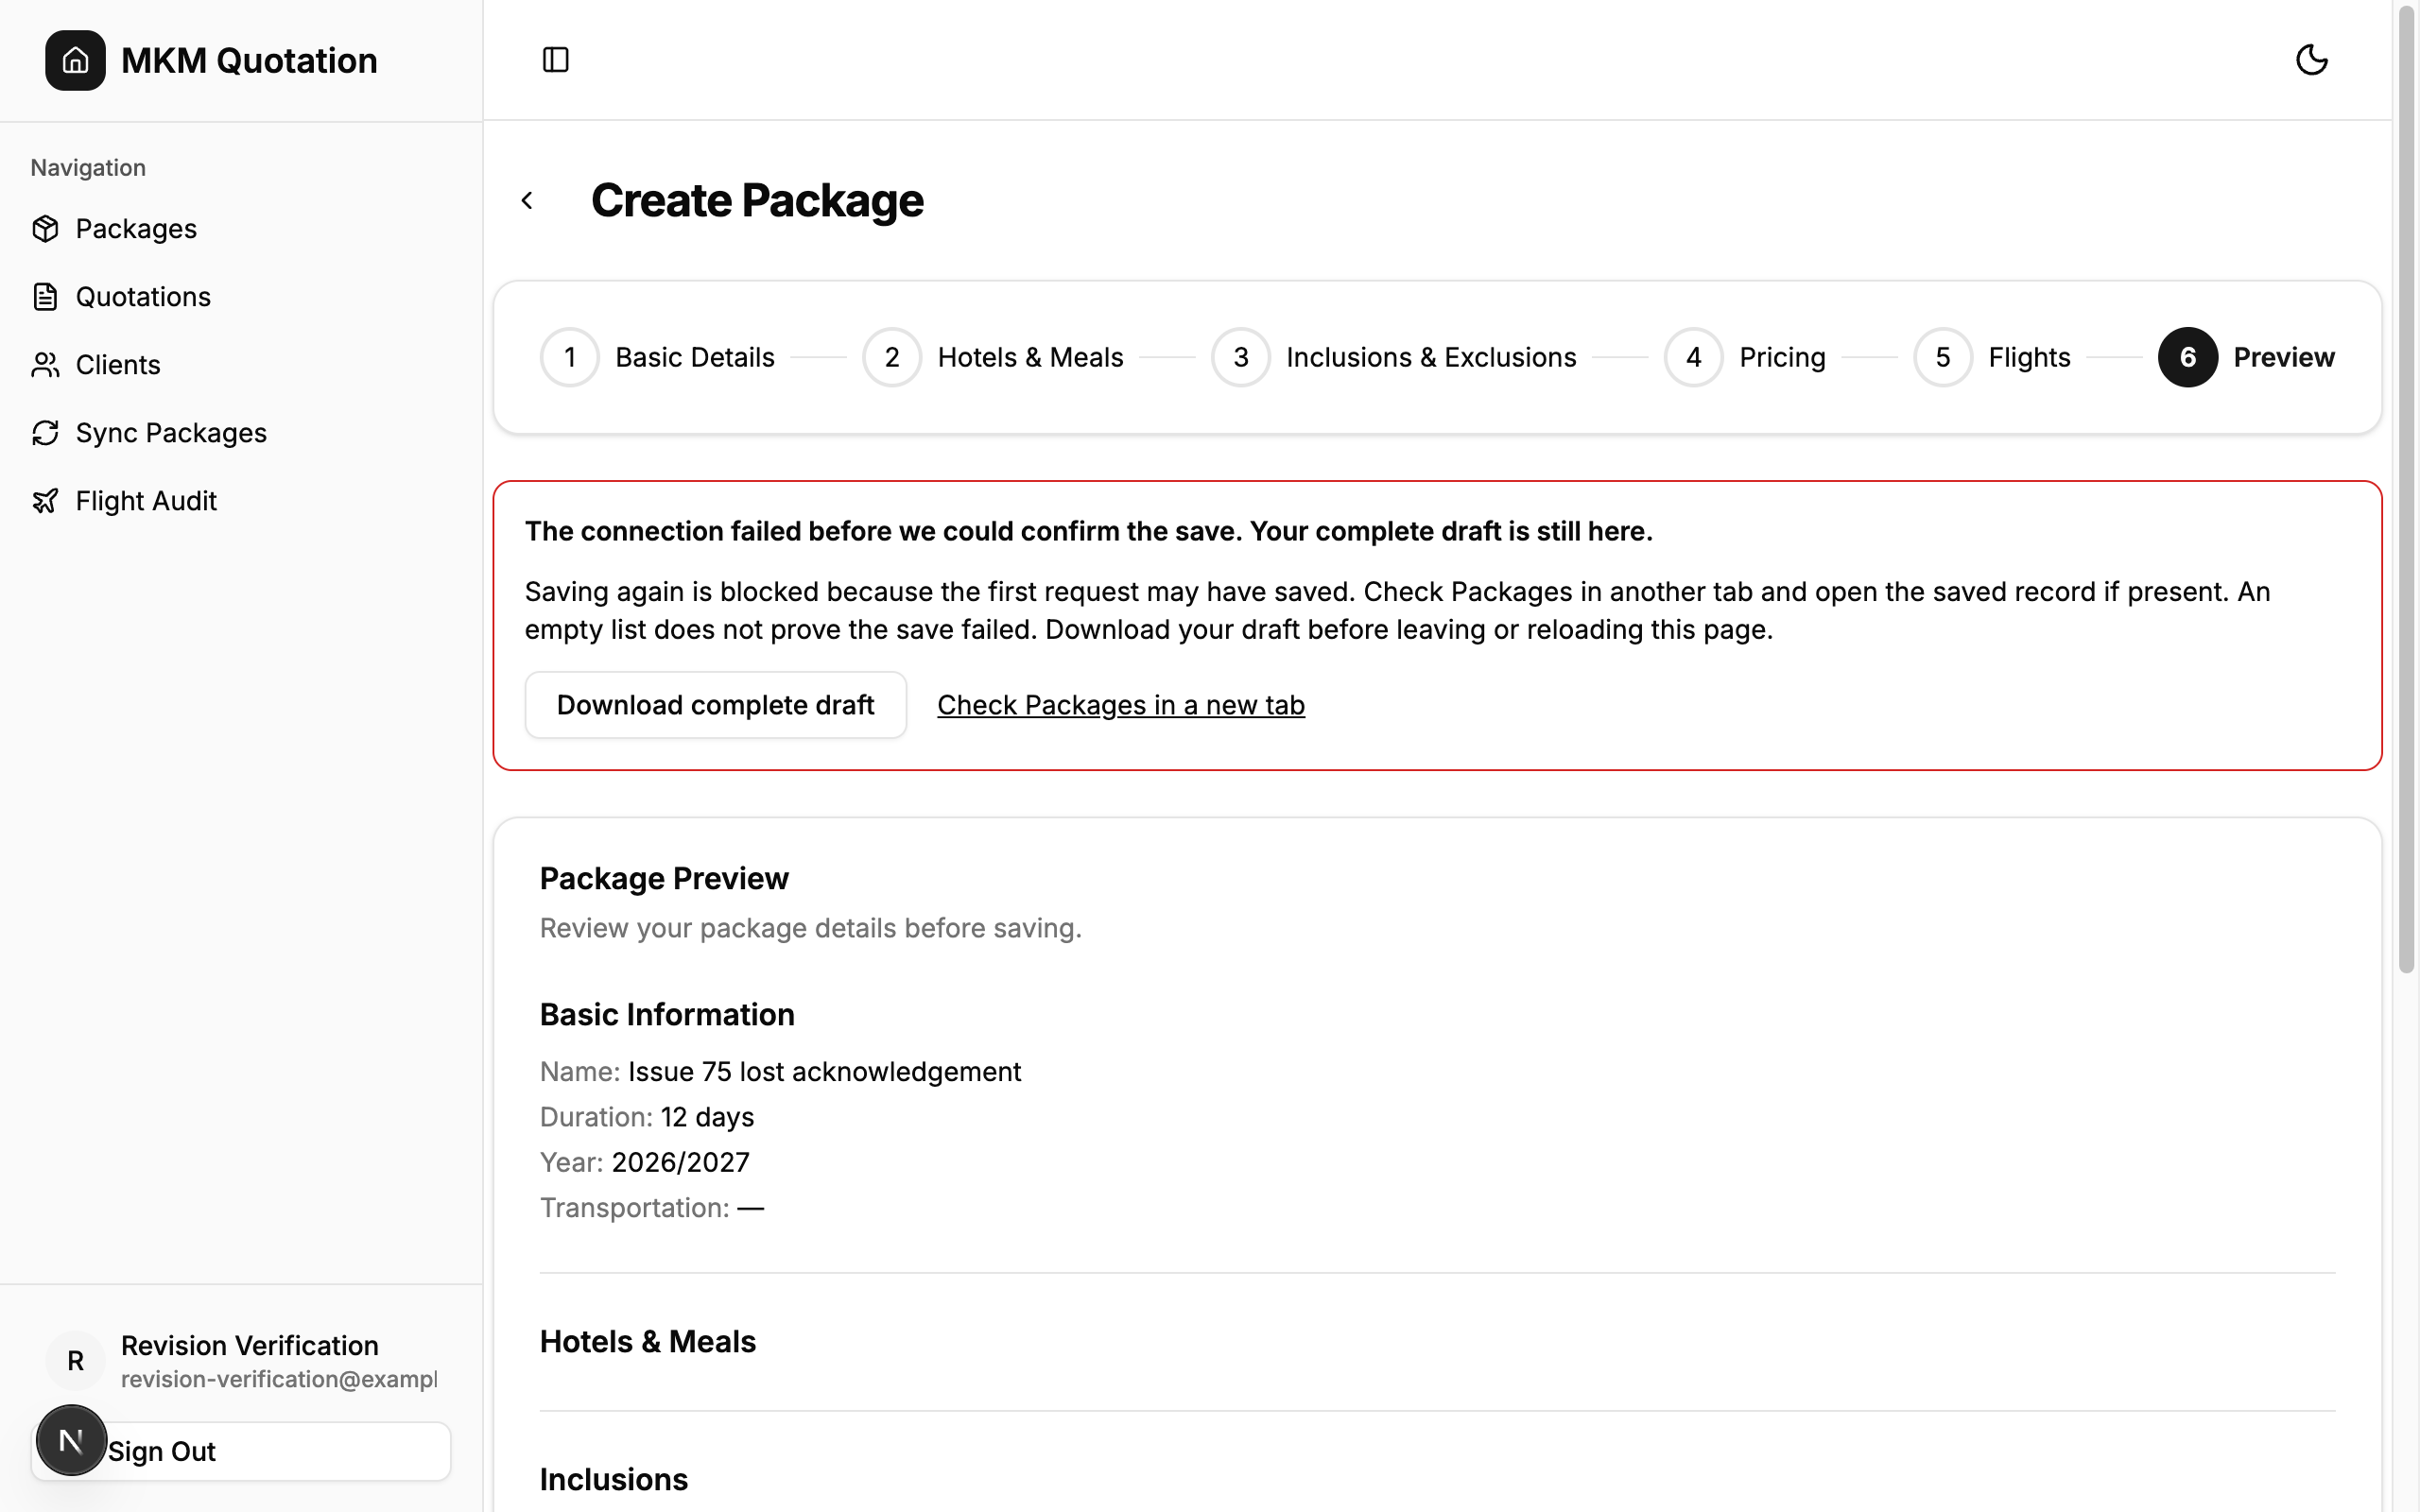 MKM Quotation
Navigation
Packages
Quotations
Clients
Sync Packages
Flight Audit
Create Package
1 Basic Details
2 Hotels & Meals
3 Inclusions & Exclusions
4 Pricing
5 Flights
6 Preview
The connection failed before we could confirm the save. Your complete draft is still here.
Saving again is blocked because the first request may have saved. Check Packages in another tab and open the saved record if present. An
empty list does not prove the save failed. Download your draft before leaving or reloading this page.
Download complete draft
Check Packages in a new tab
Package Preview
Review your package details before saving.
Basic Information
Name: Issue 75 lost acknowledgement
Duration: 12 days
Year: 2026/2027
Transportation: —
Hotels & Meals
Inclusions
R
Revision Verification
revision-verification@exampl
N
Sign Out